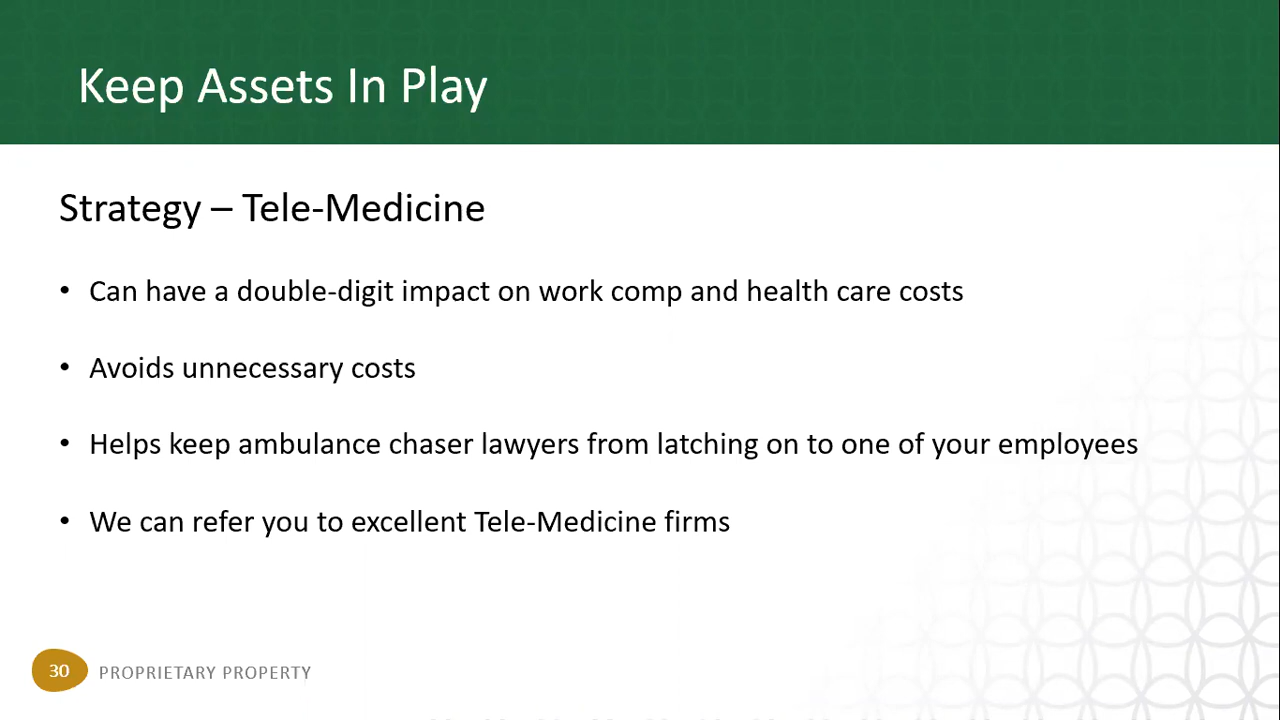 Keep Assets In Play
Strategy – Tele-Medicine
• Can have a double-digit impact on work comp and health care costs
• Avoids unnecessary costs
• Helps keep ambulance chaser lawyers from latching on to one of your employees
• We can refer you to excellent Tele-Medicine firms
30 PROPRIETARY PROPERTY